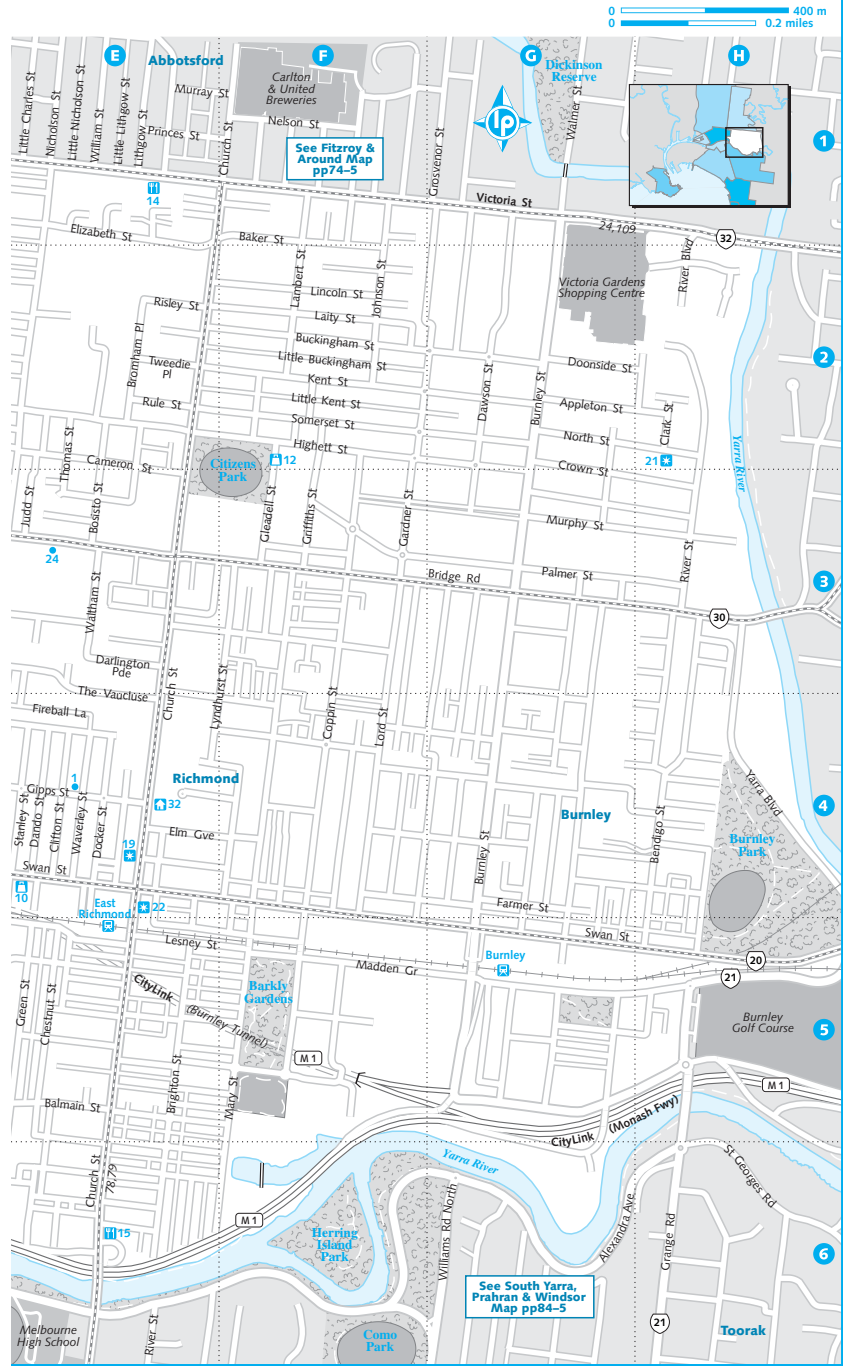 0 400 m
0 0.2 miles
E
F
G
H
Abbotsford
Carlton
& United
Breweries
Dickinson
Reserve
Little Charles St
Nicholson St
Little Nicholson St
William St
Little Lithgow St
Lithgow St
Murray St
Princes St
Church St
Nelson St
See Fitzroy &
Around Map
pp74–5
Grosvenor St
lp
Walmer St
1
14
Victoria St
24,109
32
Elizabeth St
Baker St
Lambert St
Johnson St
Lincoln St
Laity St
Victoria Gardens
Shopping Centre
River Blvd
Risley St
Bromham Pl
Tweedie
Pl
Buckingham St
Little Buckingham St
Kent St
Little Kent St
Somerset St
Highett St
Rule St
Dawson St
Burnley St
Doonside St
Appleton St
North St
Crown St
Clark St
2
21
Thomas St
Cameron St
Citizens
Park
12
Yarra River
Judd St
Bosisto St
Gleadell St
Griffiths St
Gardner St
Murphy St
24
Bridge Rd
Palmer St
River St
3
30
Waltham St
Darlington
Pde
The Vaucluse
Fireball La
Church St
Lyndhurst St
Coppin St
Lord St
Richmond
1
Gipps St
32
Stanley St
Dando St
Clifton St
Waverley St
Docker St
19
Elm Gve
Burnley
Burnley St
Bendigo St
Yarra Blvd
4
Burnley
Park
Swan St
10
East
Richmond
22
Farmer St
Swan St
20
21
Lesney St
Madden Gr
Burnley
Green St
Chestnut St
CityLink
(Burnley Tunnel)
Barkly
Gardens
M 1
Burnley
Golf Course
5
Brighton St
Mary St
Balmain St
M 1
CityLink
(Monash Fwy)
Church St
78,79
Yarra River
St Georges Rd
M 1
15
Herring
Island
Park
Williams Rd North
Alexandra Ave
Grange Rd
6
See South Yarra,
Prahran & Windsor
Map pp84–5
21
Toorak
Melbourne
High School
River St
Como
Park